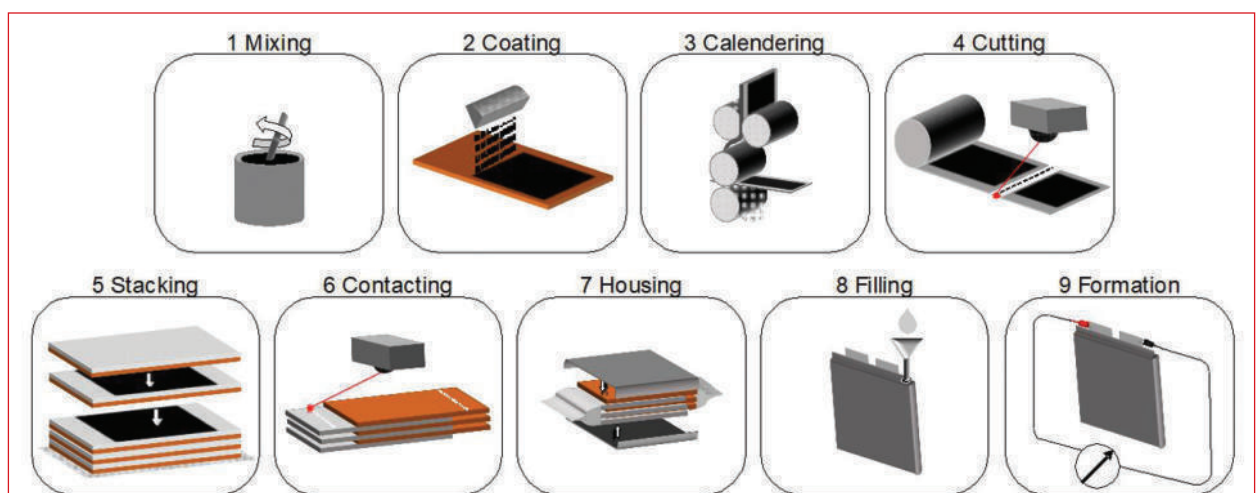 1 Mixing
2 Coating
3 Calendering
4 Cutting
5 Stacking
6 Contacting
7 Housing
8 Filling
9 Formation